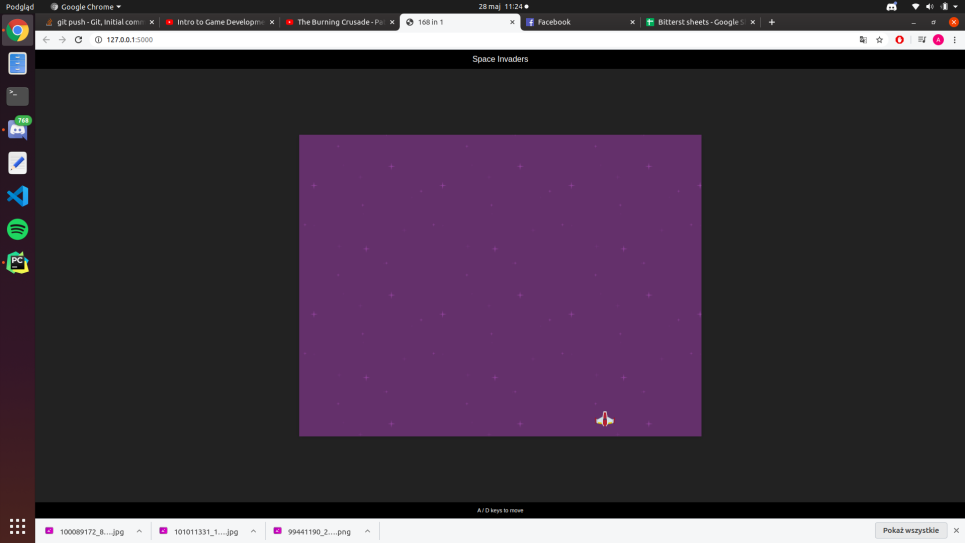 Podgląd
Google Chrome
28 maj 11:24
git push - Git, Initial comm
Intro to Game Developme
The Burning Crusade - Pa
168 in 1
Facebook
Bitterst sheets - Google S
127.0.0.1:5000
A
Space Invaders
768
PC
A / D keys to move
100089172_8....jpg
101011331_1....jpg
99441190_2....png
Pokaż wszystkie